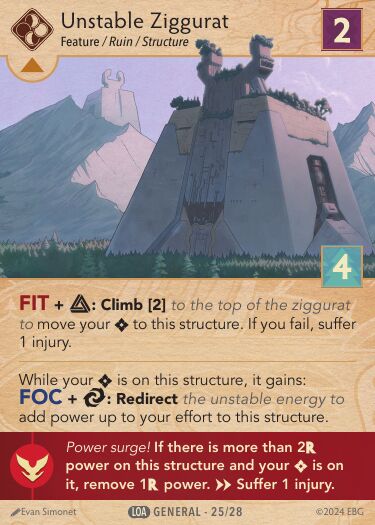 Unstable Ziggurat
2
Feature / Ruin / Structure
4
FIT + : Climb [2] to the top of the ziggurat
to move your to this structure. If you fail, suffer
1 injury.
While your is on this structure, it gains:
FOC + : Redirect the unstable energy to
add power up to your effort to this structure.
Power surge! If there is more than 2R
power on this structure and your is on
it, remove 1R power. Suffer 1 injury.
Evan Simonet
LOA GENERAL - 25/28
©2024 EBG